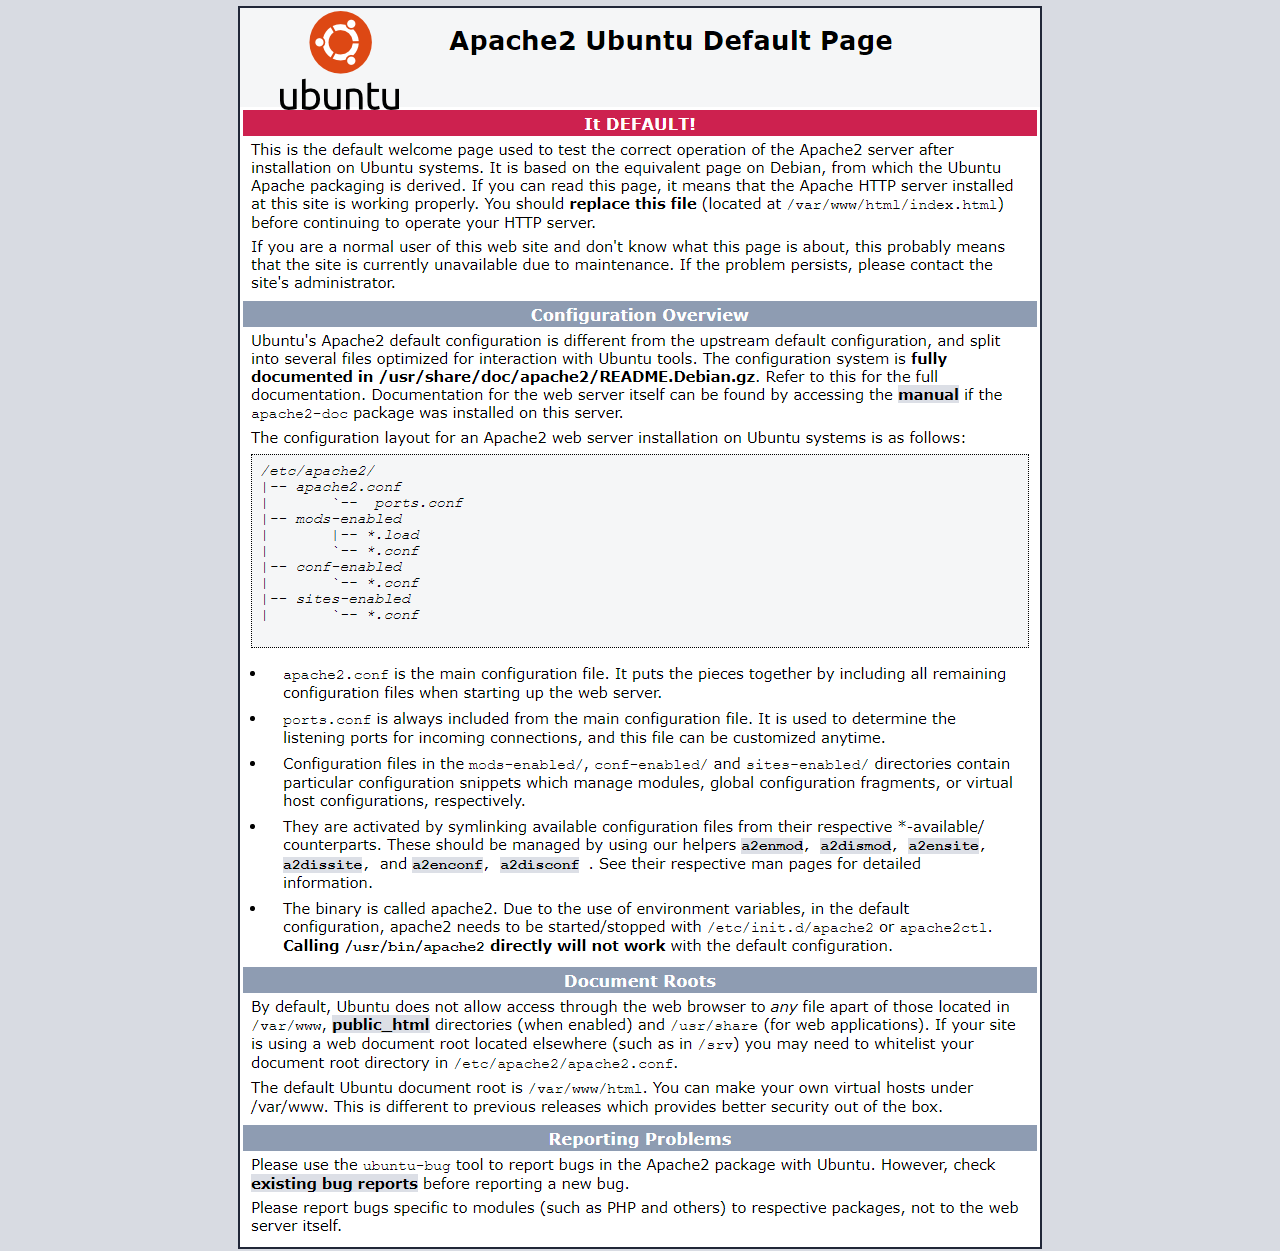 ubuntu
Apache2 Ubuntu Default Page
It DEFAULT!
This is the default welcome page used to test the correct operation of the Apache2 server after
installation on Ubuntu systems. It is based on the equivalent page on Debian, from which the Ubuntu
Apache packaging is derived. If you can read this page, it means that the Apache HTTP server installed
at this site is working properly. You should replace this file (located at /var/www/html/index.html)
before continuing to operate your HTTP server.
If you are a normal user of this web site and don't know what this page is about, this probably means
that the site is currently unavailable due to maintenance. If the problem persists, please contact the
site's administrator.
Configuration Overview
Ubuntu's Apache2 default configuration is different from the upstream default configuration, and split
into several files optimized for interaction with Ubuntu tools. The configuration system is fully
documented in /usr/share/doc/apache2/README.Debian.gz. Refer to this for the full
documentation. Documentation for the web server itself can be found by accessing the manual if the
apache2-doc package was installed on this server.
The configuration layout for an Apache2 web server installation on Ubuntu systems is as follows:
/etc/apache2/
|-- apache2.conf
|       `--  ports.conf
|-- mods-enabled
|       |-- *.load
|       `-- *.conf
|-- conf-enabled
|       `-- *.conf
|-- sites-enabled
|       `-- *.conf
• apache2.conf is the main configuration file. It puts the pieces together by including all remaining
configuration files when starting up the web server.
• ports.conf is always included from the main configuration file. It is used to determine the
listening ports for incoming connections, and this file can be customized anytime.
• Configuration files in the mods-enabled/, conf-enabled/ and sites-enabled/ directories contain
particular configuration snippets which manage modules, global configuration fragments, or virtual
host configurations, respectively.
• They are activated by symlinking available configuration files from their respective *-available/
counterparts. These should be managed by using our helpers a2enmod, a2dismod, a2ensite,
a2dissite, and a2enconf, a2disconf . See their respective man pages for detailed
information.
• The binary is called apache2. Due to the use of environment variables, in the default
configuration, apache2 needs to be started/stopped with /etc/init.d/apache2 or apache2ctl.
Calling /usr/bin/apache2 directly will not work with the default configuration.
Document Roots
By default, Ubuntu does not allow access through the web browser to any file apart of those located in
/var/www, public_html directories (when enabled) and /usr/share (for web applications). If your site
is using a web document root located elsewhere (such as in /srv) you may need to whitelist your
document root directory in /etc/apache2/apache2.conf.
The default Ubuntu document root is /var/www/html. You can make your own virtual hosts under
/var/www. This is different to previous releases which provides better security out of the box.
Reporting Problems
Please use the ubuntu-bug tool to report bugs in the Apache2 package with Ubuntu. However, check
existing bug reports before reporting a new bug.
Please report bugs specific to modules (such as PHP and others) to respective packages, not to the web
server itself.